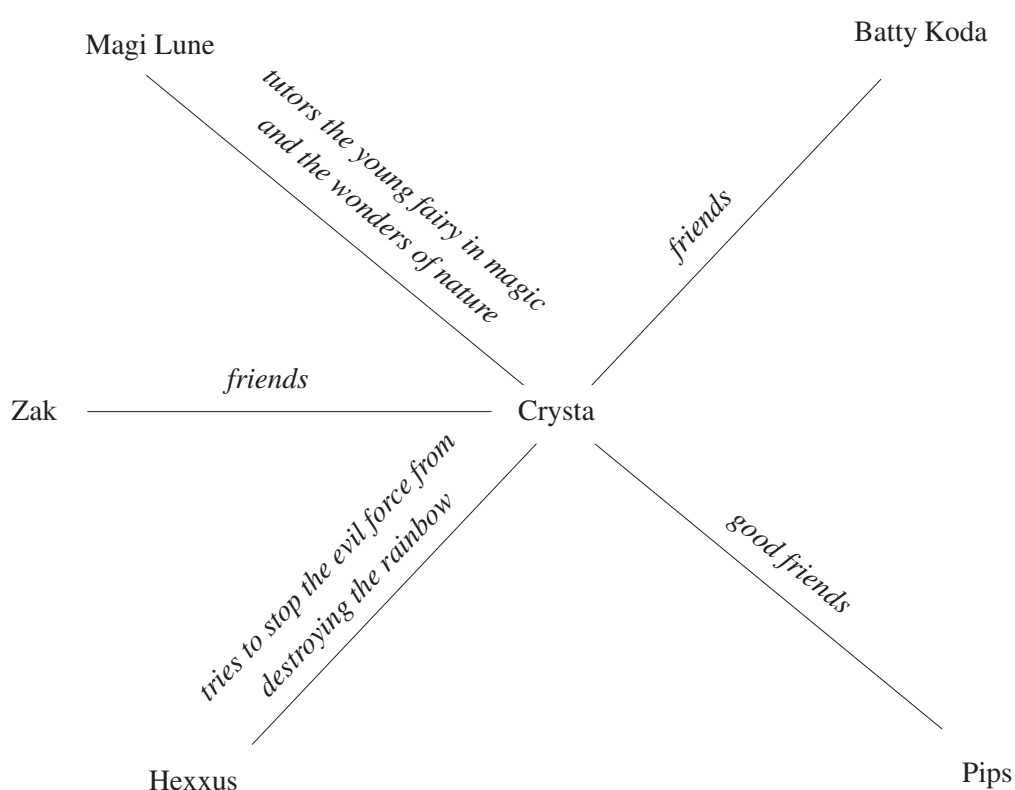 Magi Lune
Batty Koda
tutors the young fairy in magic
and the wonders of nature
friends
friends
Zak
Crysta
tries to stop the evil force from
destroying the rainbow
good friends
Hexxus
Pips